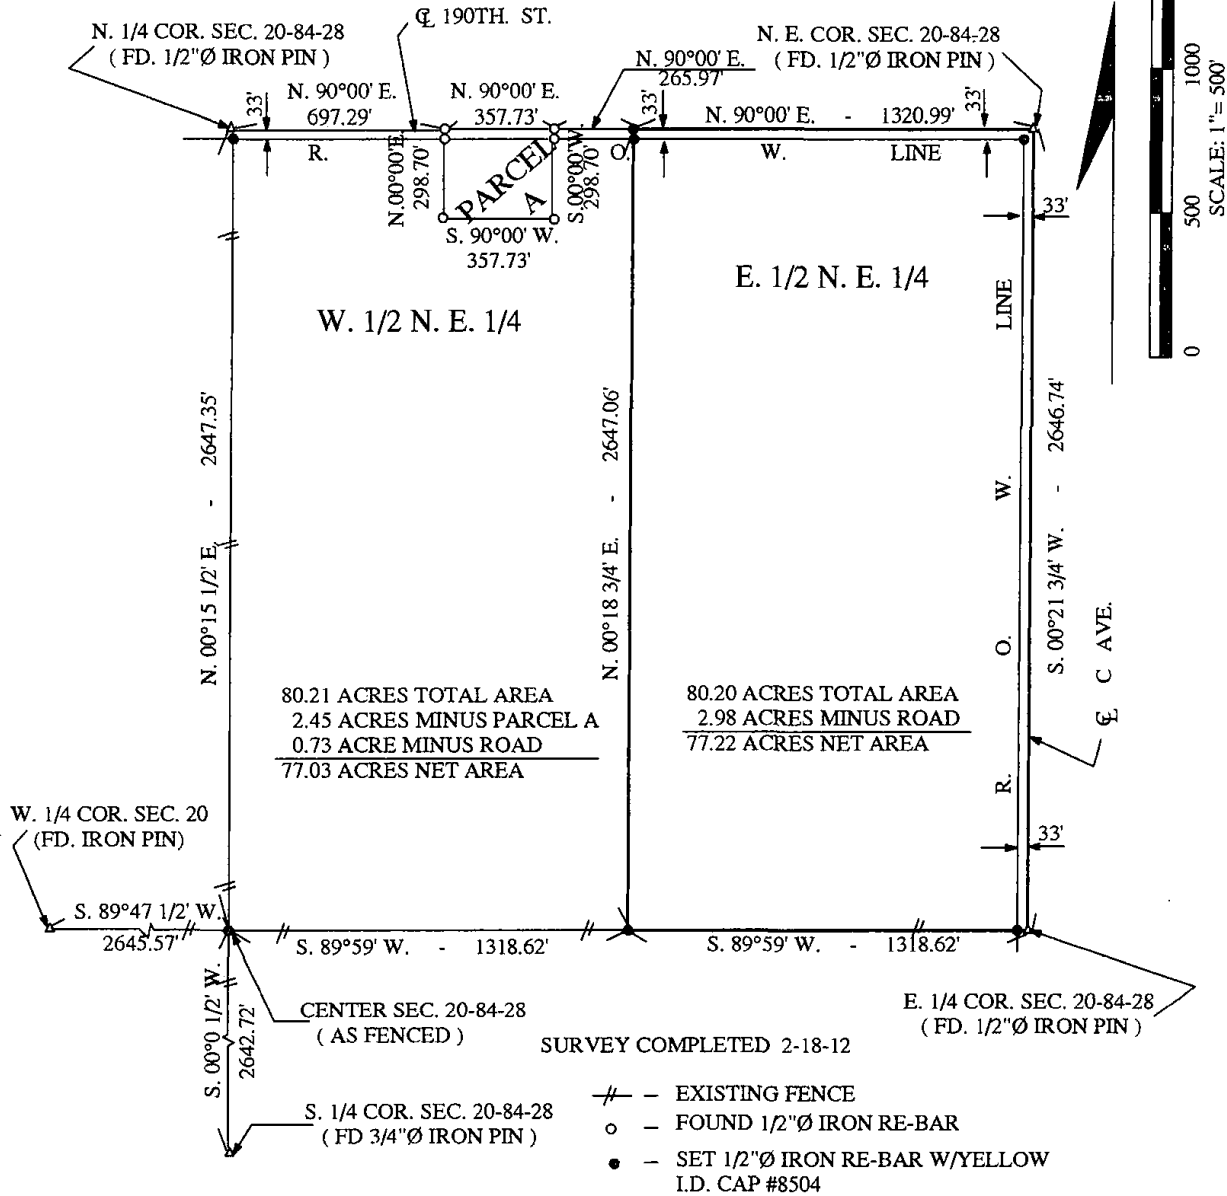 ℄ 190TH. ST.
N. 1/4 COR. SEC. 20-84-28
( FD. 1/2"Ø IRON PIN )
N. E. COR. SEC. 20-84-28
( FD. 1/2"Ø IRON PIN )
N. 90°00' E.
265.97'
N. 90°00' E.
697.29'
N. 90°00' E.
357.73'
N. 90°00' E. - 1320.99'
33'
33'
33'
R. O. W. LINE
N.00°00'E.
298.70'
PARCEL
A
S.00°00'W.
298.70'
S. 90°00' W.
357.73'
33'
1000
500
0
SCALE: 1"= 500'
W. 1/2 N. E. 1/4
E. 1/2 N. E. 1/4
N. 00°15 1/2' E. - 2647.35'
N. 00°18 3/4' E. - 2647.06'
R. O. W. LINE
S. 00°21 3/4' W. - 2646.74'
℄ C AVE.
80.21 ACRES TOTAL AREA
2.45 ACRES MINUS PARCEL A
0.73 ACRE MINUS ROAD
77.03 ACRES NET AREA
80.20 ACRES TOTAL AREA
2.98 ACRES MINUS ROAD
77.22 ACRES NET AREA
W. 1/4 COR. SEC. 20
(FD. IRON PIN)
33'
S. 89°47 1/2' W.
2645.57'
S. 89°59' W. - 1318.62'
S. 89°59' W. - 1318.62'
S. 00°0 1/2' W.
2642.72'
CENTER SEC. 20-84-28
( AS FENCED )
E. 1/4 COR. SEC. 20-84-28
( FD. 1/2"Ø IRON PIN )
SURVEY COMPLETED 2-18-12
S. 1/4 COR. SEC. 20-84-28
( FD 3/4"Ø IRON PIN )
– EXISTING FENCE
– FOUND 1/2"Ø IRON RE-BAR
– SET 1/2"Ø IRON RE-BAR W/YELLOW
I.D. CAP #8504